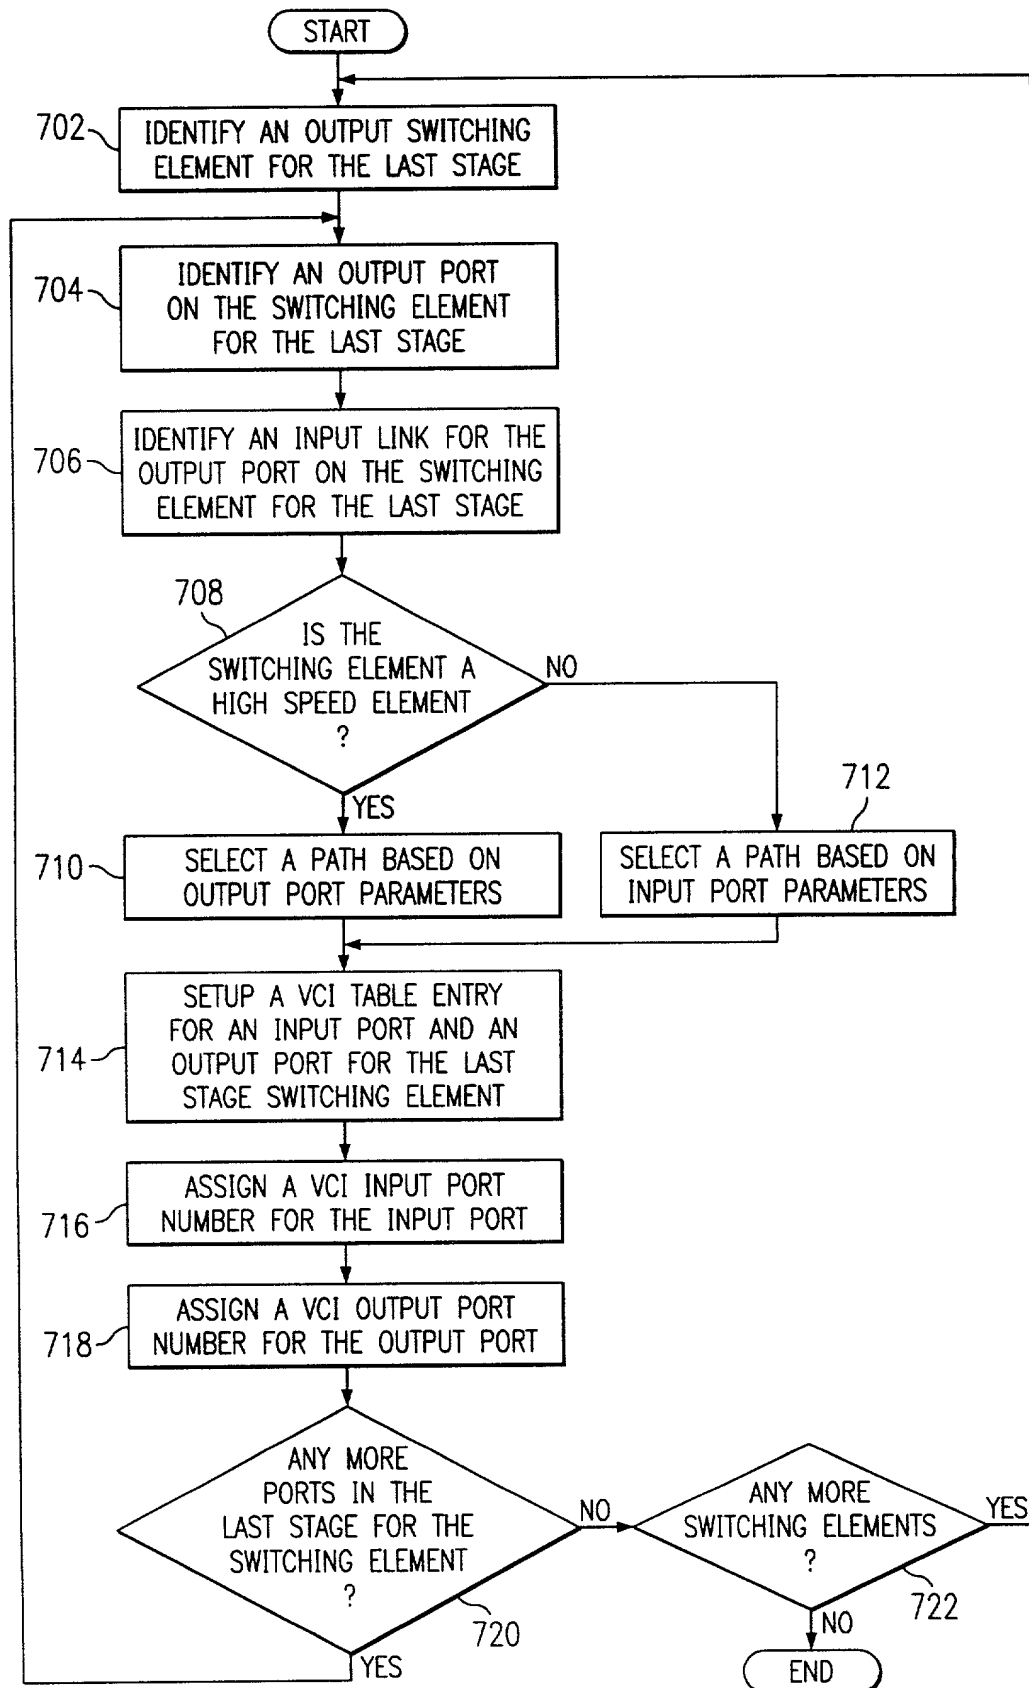 START
702
IDENTIFY AN OUTPUT SWITCHING
ELEMENT FOR THE LAST STAGE
704
IDENTIFY AN OUTPUT PORT
ON THE SWITCHING ELEMENT
FOR THE LAST STAGE
706
IDENTIFY AN INPUT LINK FOR THE
OUTPUT PORT ON THE SWITCHING
ELEMENT FOR THE LAST STAGE
708
IS THE
SWITCHING ELEMENT A
HIGH SPEED ELEMENT
?
NO
YES
712
710
SELECT A PATH BASED ON
OUTPUT PORT PARAMETERS
SELECT A PATH BASED ON
INPUT PORT PARAMETERS
714
SETUP A VCI TABLE ENTRY
FOR AN INPUT PORT AND AN
OUTPUT PORT FOR THE LAST
STAGE SWITCHING ELEMENT
716
ASSIGN A VCI INPUT PORT
NUMBER FOR THE INPUT PORT
718
ASSIGN A VCI OUTPUT PORT
NUMBER FOR THE OUTPUT PORT
ANY MORE
PORTS IN THE
LAST STAGE FOR THE
SWITCHING ELEMENT
?
NO
720
YES
ANY MORE
SWITCHING ELEMENTS
?
YES
722
NO
END